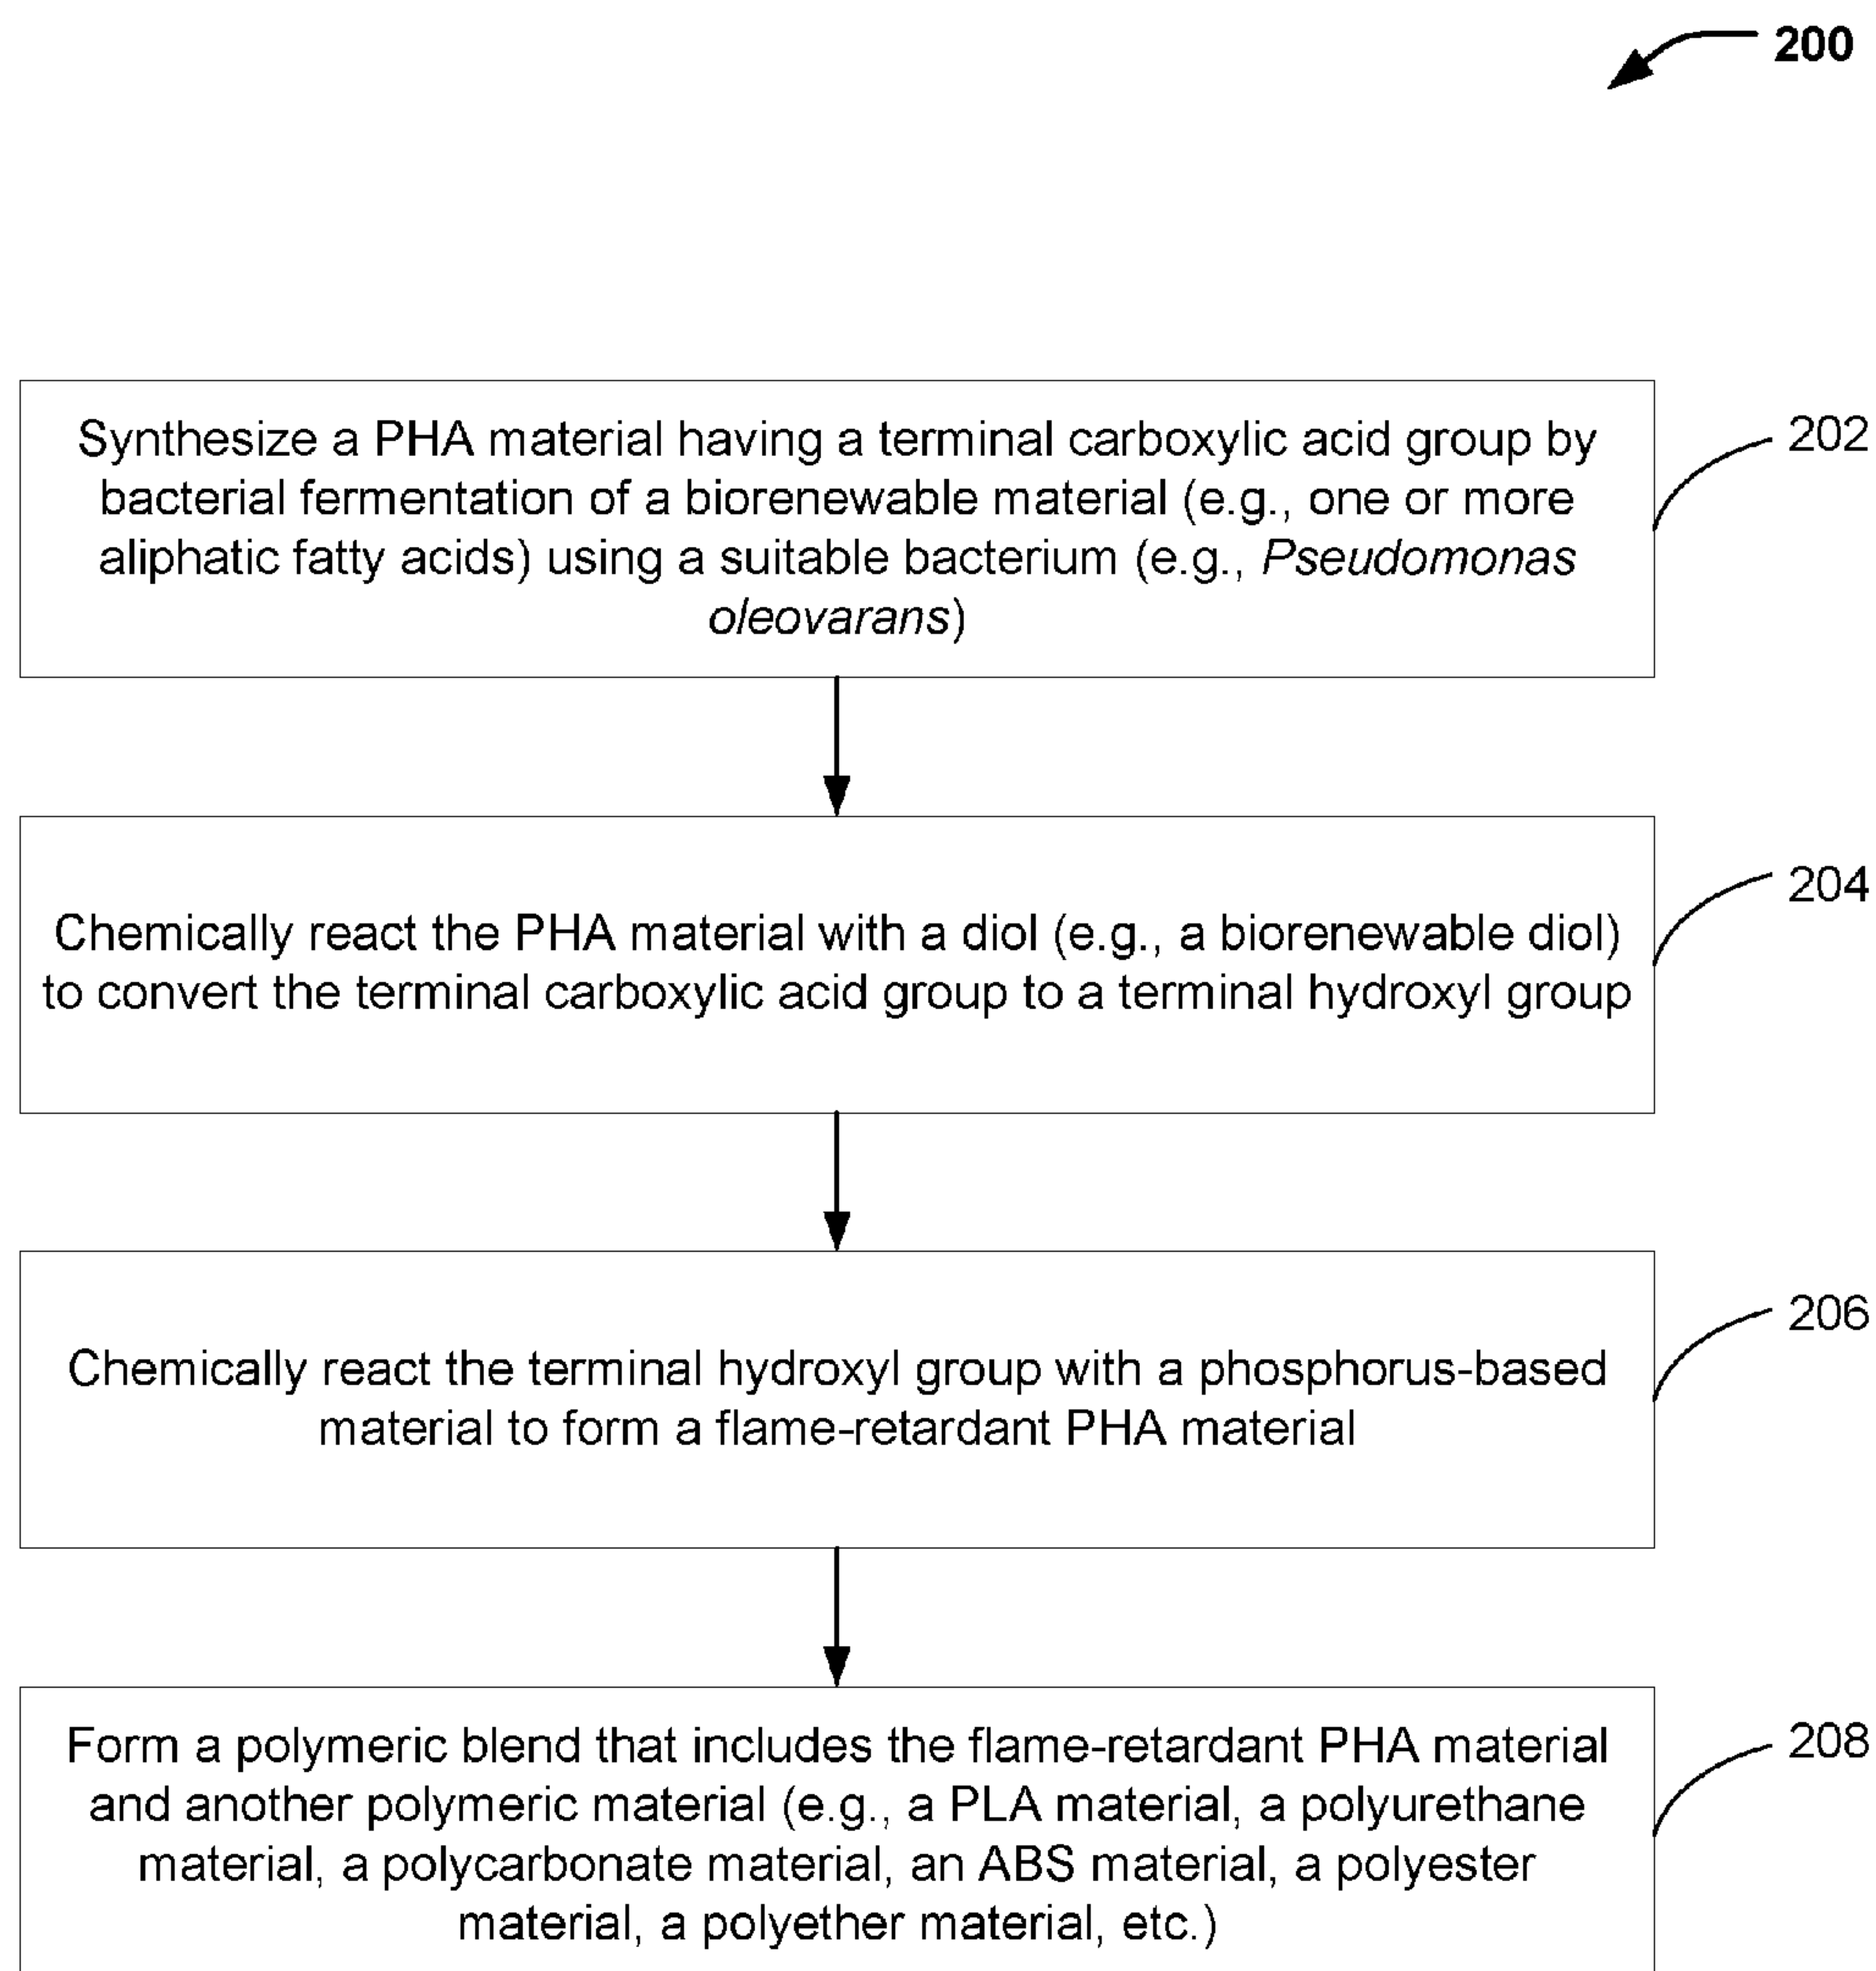 200
Synthesize a PHA material having a terminal carboxylic acid group by
bacterial fermentation of a biorenewable material (e.g., one or more
aliphatic fatty acids) using a suitable bacterium (e.g., Pseudomonas
oleovarans)
202
Chemically react the PHA material with a diol (e.g., a biorenewable diol)
to convert the terminal carboxylic acid group to a terminal hydroxyl group
204
Chemically react the terminal hydroxyl group with a phosphorus-based
material to form a flame-retardant PHA material
206
Form a polymeric blend that includes the flame-retardant PHA material
and another polymeric material (e.g., a PLA material, a polyurethane
material, a polycarbonate material, an ABS material, a polyester
material, a polyether material, etc.)
208